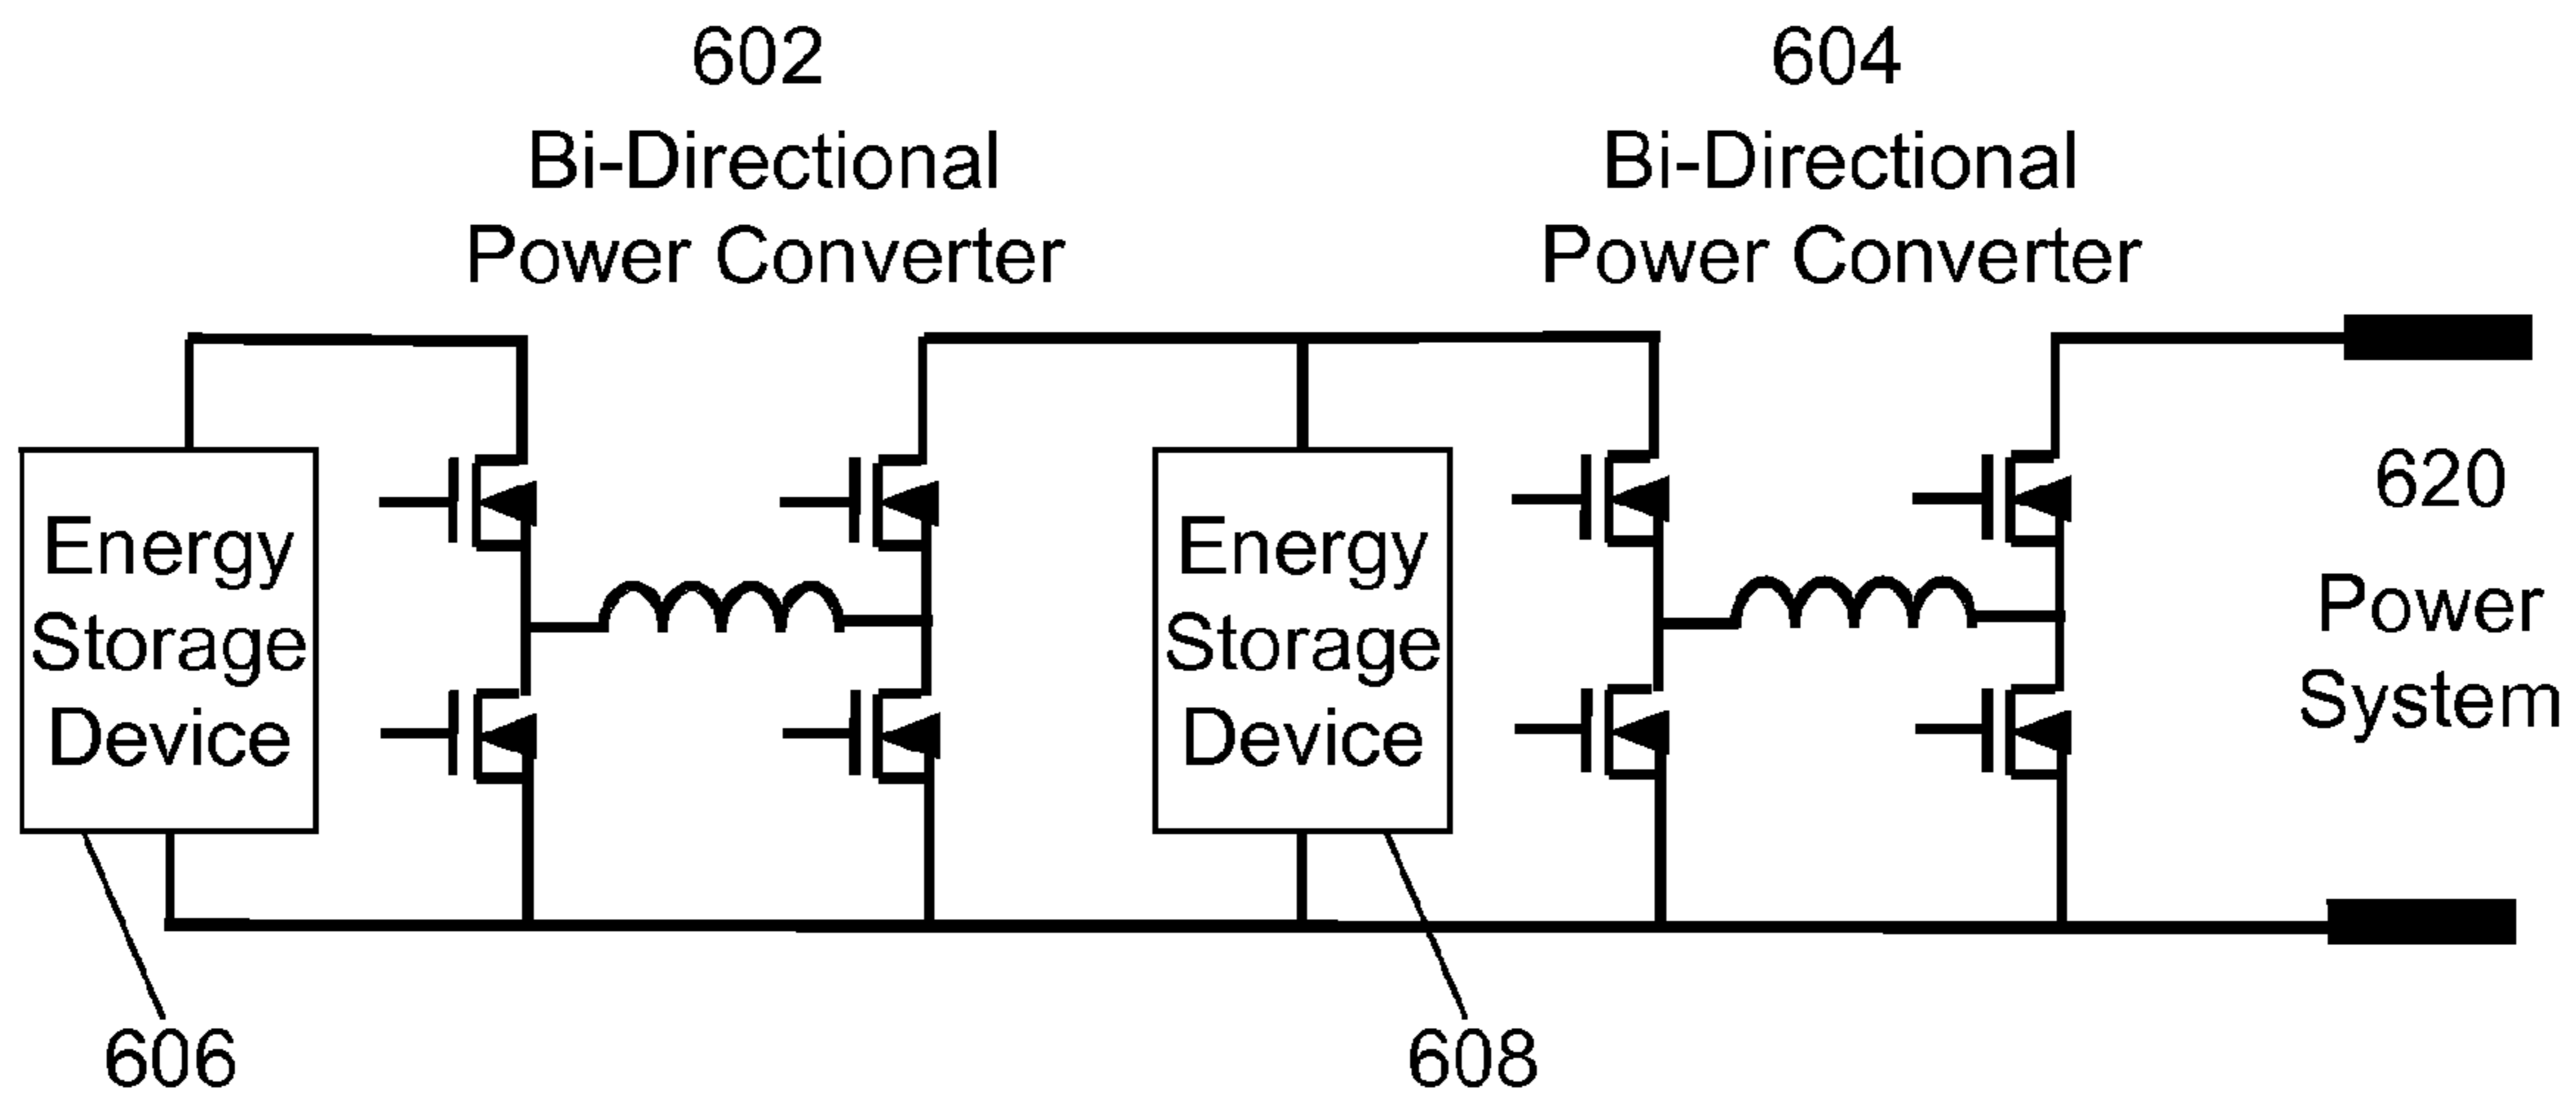 602
Bi-Directional
Power Converter
604
Bi-Directional
Power Converter
Energy
Storage
Device
Energy
Storage
Device
620
Power
System
606
608